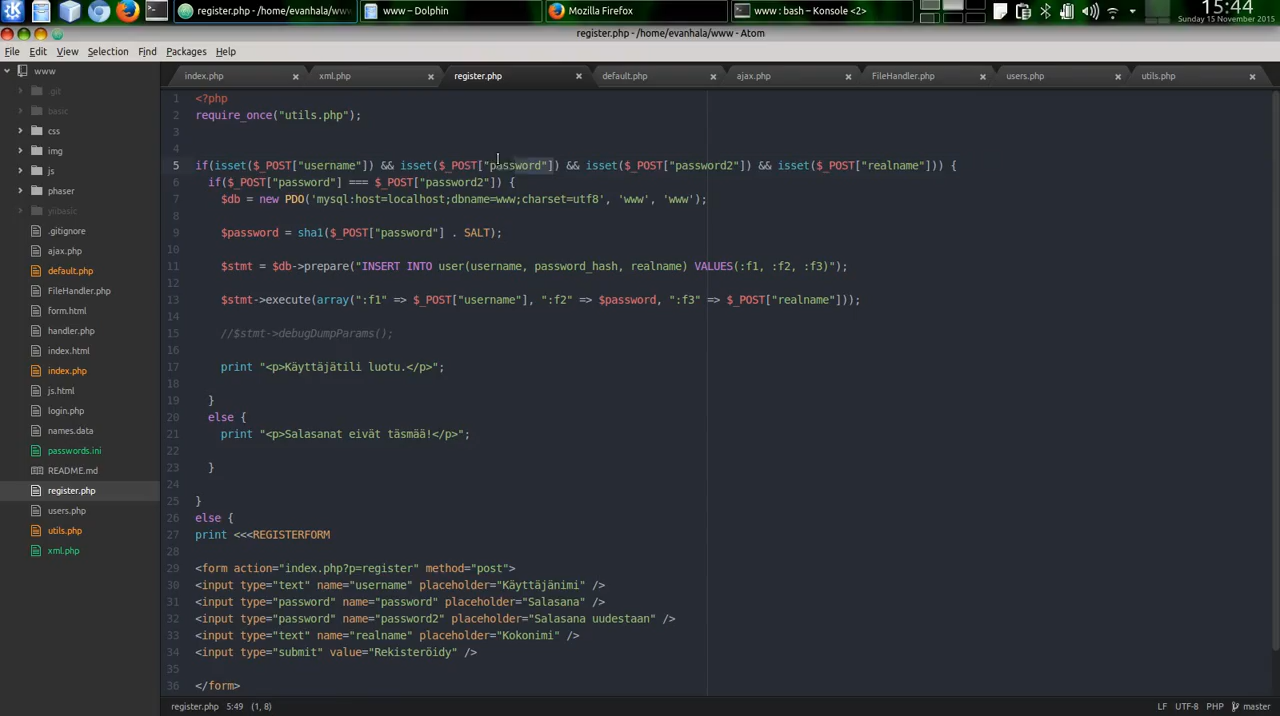 register.php - /home/evanhala/www
www – Dolphin
Mozilla Firefox
www : bash – Konsole <2>
15:44
Sunday 15 November 2015
register.php - /home/evanhala/www - Atom
File Edit View Selection Find Packages Help
www
.git
basic
css
img
js
phaser
yiibasic
.gitignore
ajax.php
default.php
FileHandler.php
form.html
handler.php
index.html
index.php
js.html
login.php
names.data
passwords.ini
README.md
register.php
users.php
utils.php
xml.php
index.php xml.php register.php default.php ajax.php FileHandler.php users.php utils.php
1 <?php
2 require_once("utils.php");
3
4
5 if(isset($_POST["username"]) && isset($_POST["password"]) && isset($_POST["password2"]) && isset($_POST["realname"])) {
6 if($_POST["password"] === $_POST["password2"]) {
7 $db = new PDO('mysql:host=localhost;dbname=www;charset=utf8', 'www', 'www');
8
9 $password = sha1($_POST["password"] . SALT);
10
11 $stmt = $db->prepare("INSERT INTO user(username, password_hash, realname) VALUES(:f1, :f2, :f3)");
12
13 $stmt->execute(array(":f1" => $_POST["username"], ":f2" => $password, ":f3" => $_POST["realname"]));
14
15 //$stmt->debugDumpParams();
16
17 print "<p>Käyttäjätili luotu.</p>";
18
19 }
20 else {
21 print "<p>Salasanat eivät täsmää!</p>";
22
23 }
24
25 }
26 else {
27 print <<<REGISTERFORM
28
29 <form action="index.php?p=register" method="post">
30 <input type="text" name="username" placeholder="Käyttäjänimi" />
31 <input type="password" name="password" placeholder="Salasana" />
32 <input type="password" name="password2" placeholder="Salasana uudestaan" />
33 <input type="text" name="realname" placeholder="Kokonimi" />
34 <input type="submit" value="Rekisteröidy" />
35
36 </form>
register.php 5:49 (1, 8) LF UTF-8 PHP master